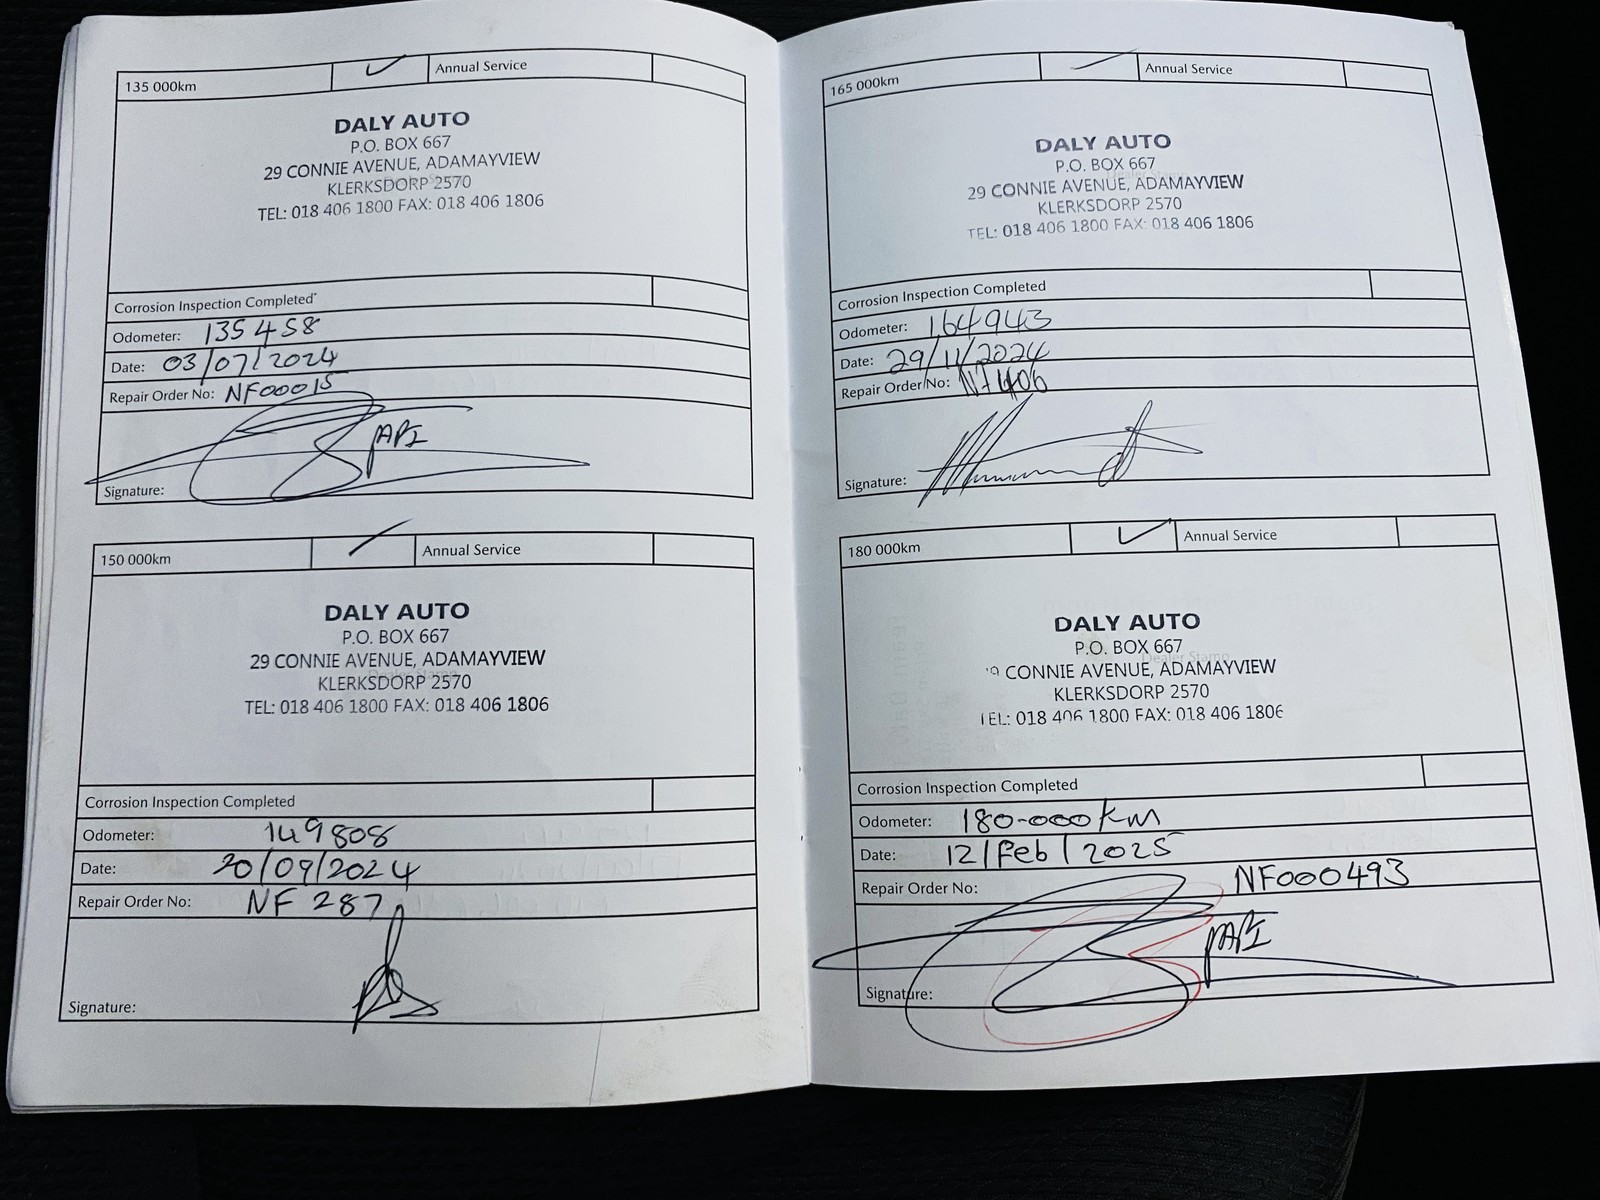 135 000km Annual Service
DALY AUTO
P.O. BOX 667
29 CONNIE AVENUE, ADAMAYVIEW
KLERKSDORP 2570
TEL: 018 406 1800 FAX: 018 406 1806
Corrosion Inspection Completed
Odometer: 135458
Date: 03/07/2024
Repair Order No: NF00015
Signature:
150 000km Annual Service
DALY AUTO
P.O. BOX 667
29 CONNIE AVENUE, ADAMAYVIEW
KLERKSDORP 2570
TEL: 018 406 1800 FAX: 018 406 1806
Corrosion Inspection Completed
Odometer: 149808
Date: 20/09/2024
Repair Order No: NF 287
Signature:
165 000km Annual Service
DALY AUTO
P.O. BOX 667
Dealer Stamp
29 CONNIE AVENUE, ADAMAYVIEW
KLERKSDORP 2570
TEL: 018 406 1800 FAX: 018 406 1806
Corrosion Inspection Completed
Odometer: 164943
Date: 29/11/2024
Repair Order No:
Signature:
180 000km Annual Service
DALY AUTO
P.O. BOX 667
Dealer Stamp
CONNIE AVENUE, ADAMAYVIEW
KLERKSDORP 2570
TEL: 018 406 1800 FAX: 018 406 1806
Corrosion Inspection Completed
Odometer: 180-000km
Date: 12/Feb/2025
Repair Order No: NF000493
Signature: